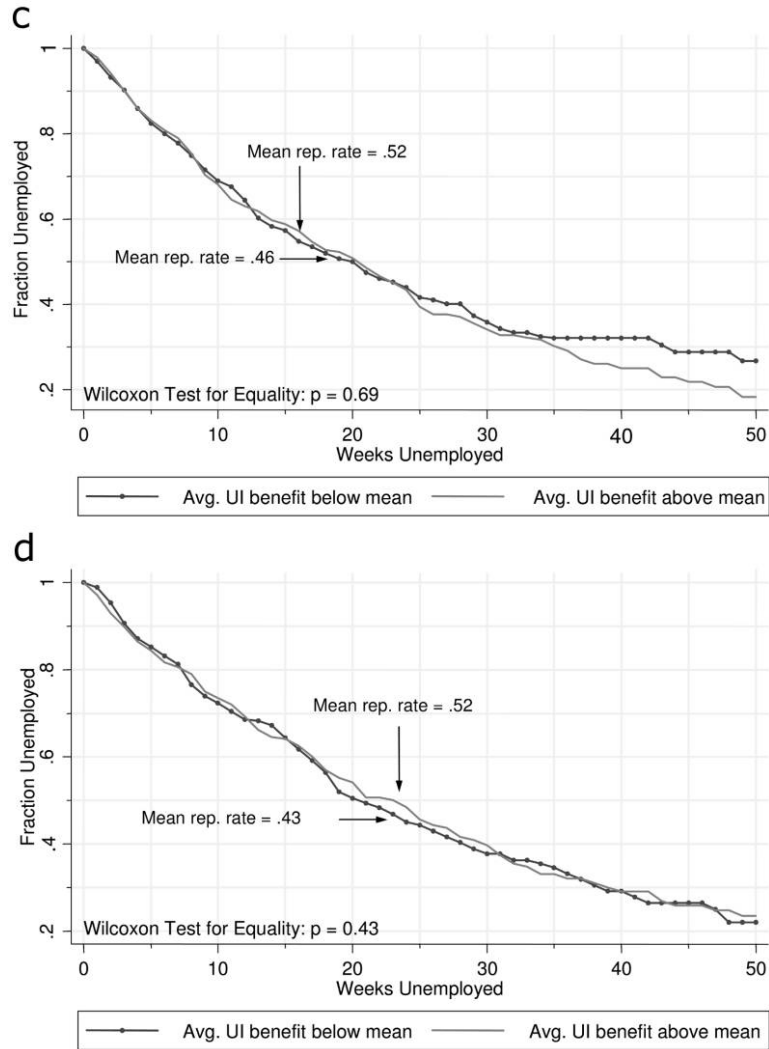 c
1
.8
.6
.4
.2
Fraction Unemployed
Mean rep. rate = .52
Mean rep. rate = .46
Wilcoxon Test for Equality: p = 0.69
0 10 20 30 40 50
Weeks Unemployed
Avg. UI benefit below mean Avg. UI benefit above mean
d
1
.8
.6
.4
.2
Fraction Unemployed
Mean rep. rate = .52
Mean rep. rate = .43
Wilcoxon Test for Equality: p = 0.43
0 10 20 30 40 50
Weeks Unemployed
Avg. UI benefit below mean Avg. UI benefit above mean